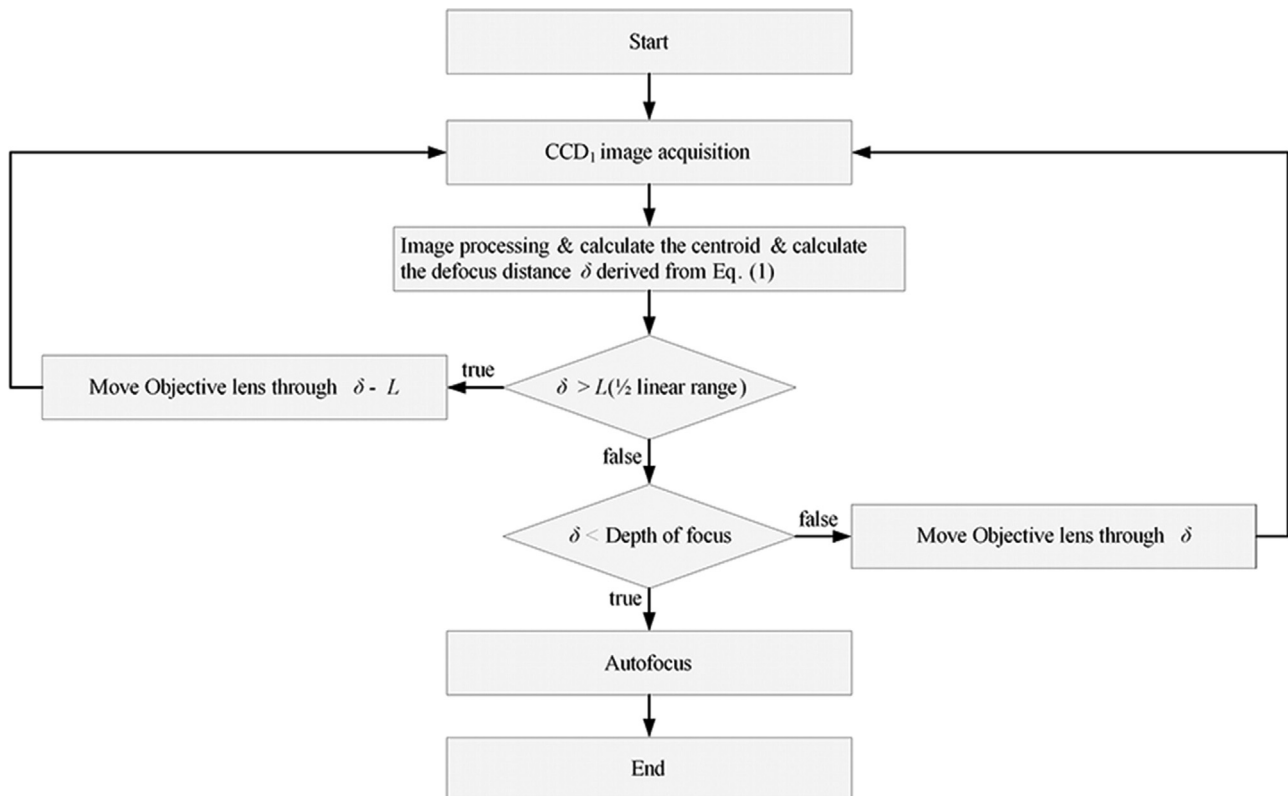 Start
CCD₁ image acquisition
Image processing & calculate the centroid & calculate
the defocus distance δ derived from Eq. (1)
true
Move Objective lens through δ - L
δ > L(½ linear range)
false
δ < Depth of focus
false
Move Objective lens through δ
true
Autofocus
End